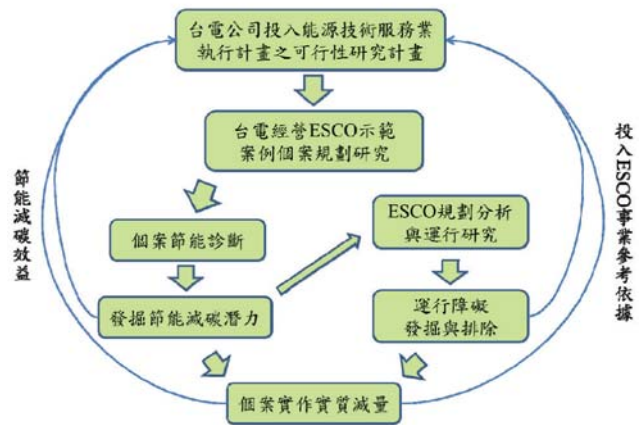 台電公司投入能源技術服務業
執行計畫之可行性研究計畫
台電經營ESCO示範
案例個案規劃研究
個案節能診斷
ESCO規劃分析
與運行研究
發掘節能減碳潛力
運行障礙
發掘與排除
個案實作實質減量
節能減碳效益
投入ESCO事業參考依據